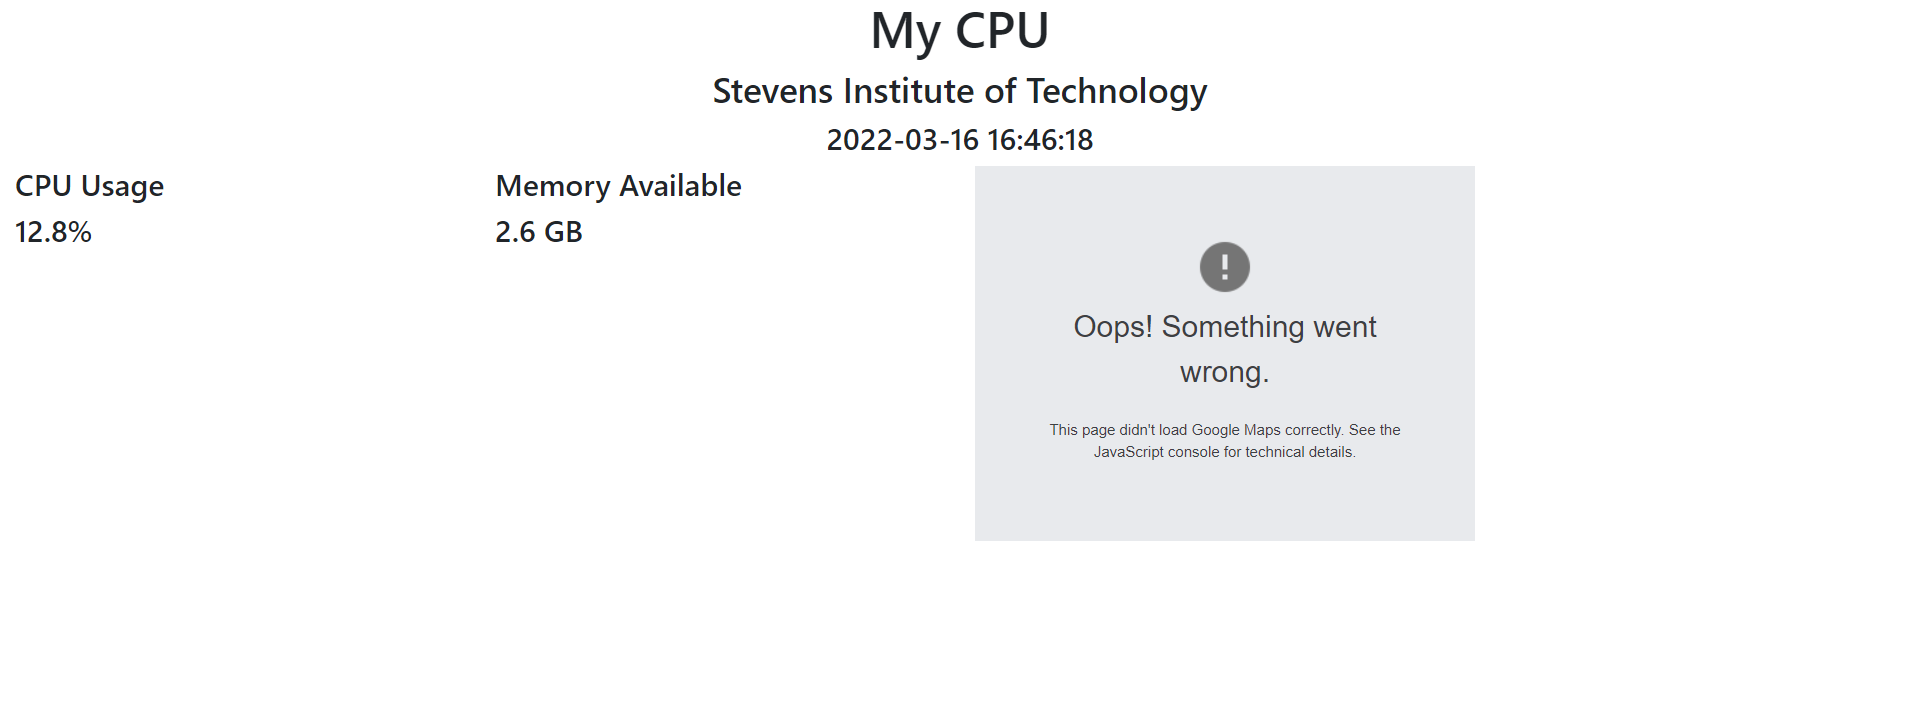 My CPU
Stevens Institute of Technology
2022-03-16 16:46:18
CPU Usage
12.8%
Memory Available
2.6 GB
Oops! Something went
wrong.
This page didn't load Google Maps correctly. See the
JavaScript console for technical details.